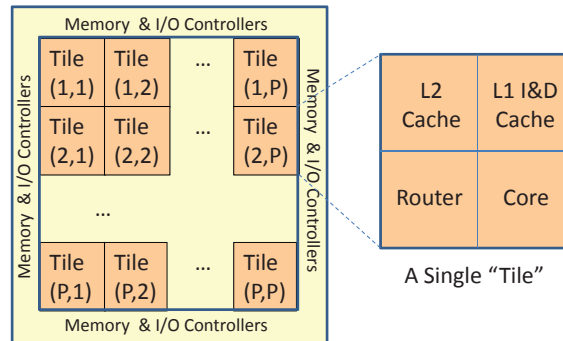 Memory & I/O Controllers
Memory & I/O Controllers
Tile
(1,1)
Tile
(1,2)
...
Tile
(1,P)
Tile
(2,1)
Tile
(2,2)
...
Tile
(2,P)
...
Tile
(P,1)
Tile
(P,2)
...
Tile
(P,P)
Memory & I/O Controllers
Memory & I/O Controllers
L2
Cache
L1 I&D
Cache
Router
Core
A Single “Tile”